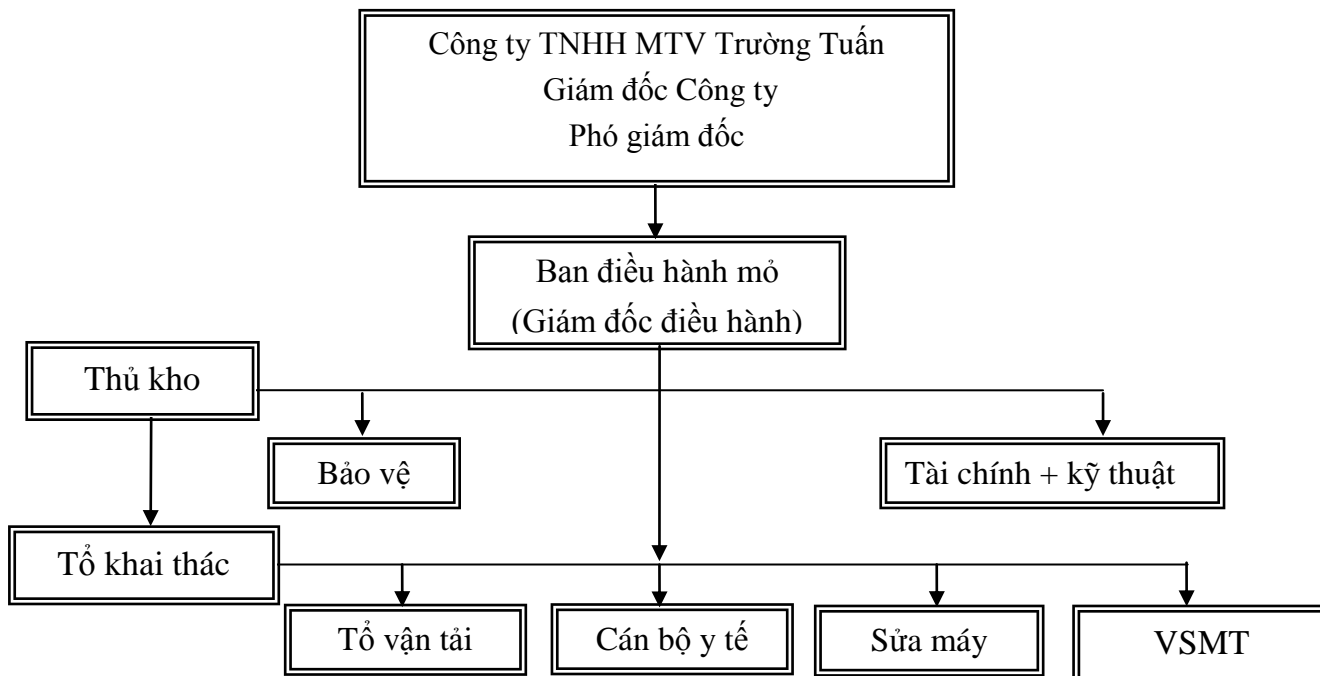 Công ty TNHH MTV Trường Tuấn
Giám đốc Công ty
Phó giám đốc
Ban điều hành mỏ
(Giám đốc điều hành)
Thủ kho
Bảo vệ
Tài chính + kỹ thuật
Tổ khai thác
Tổ vận tải
Cán bộ y tế
Sửa máy
VSMT